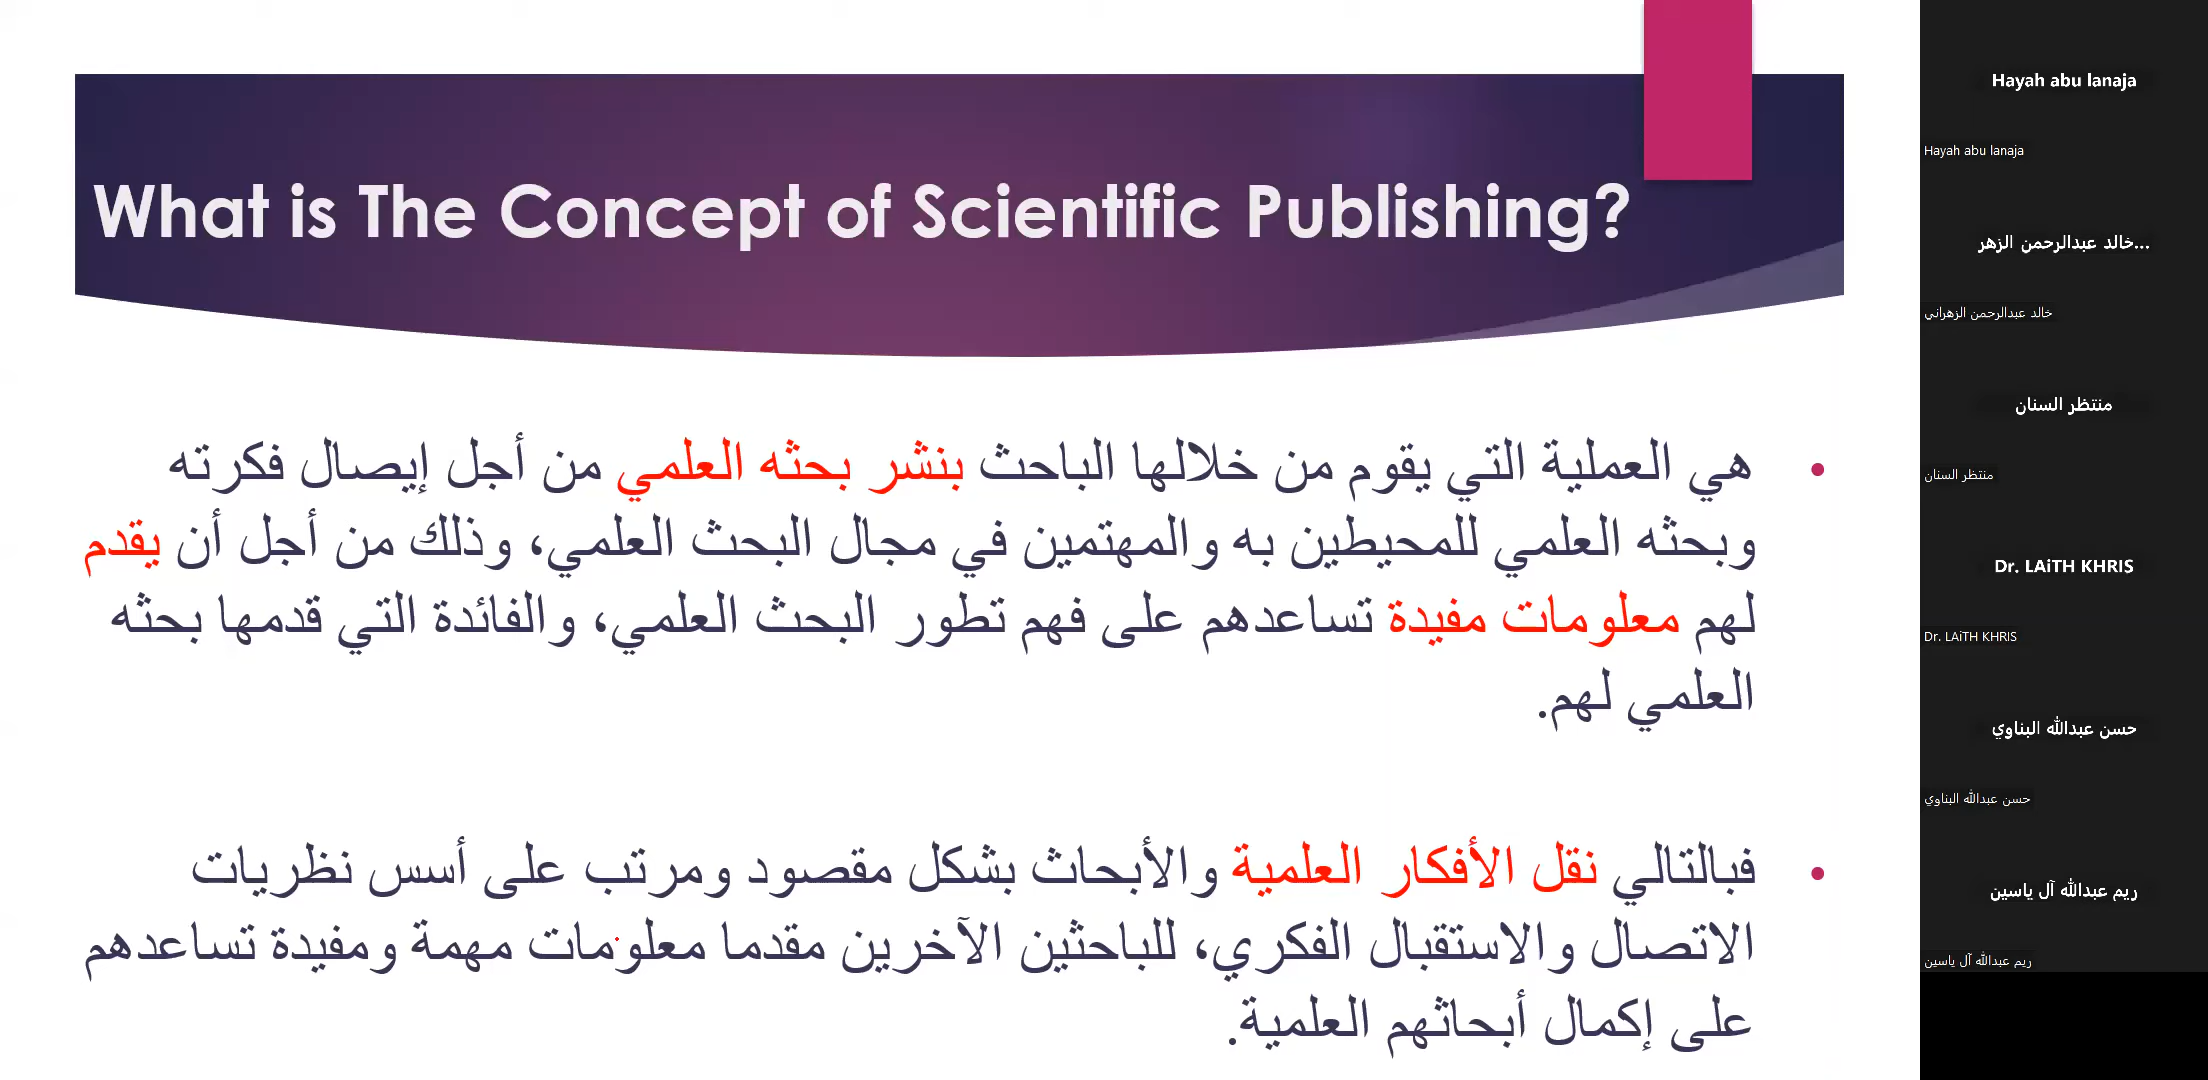 What is The Concept of Scientific Publishing?
• هي العملية التي يقوم من خلالها الباحث بنشر بحثه العلمي من أجل إيصال فكرته
وبحثه العلمي للمحيطين به والمهتمين في مجال البحث العلمي، وذلك من أجل أن يقدم
لهم معلومات مفيدة تساعدهم على فهم تطور البحث العلمي، والفائدة التي قدمها بحثه
العلمي لهم.
• فبالتالي نقل الأفكار العلمية والأبحاث بشكل مقصود ومرتب على أسس نظريات
الاتصال والاستقبال الفكري، للباحثين الآخرين مقدما معلومات مهمة ومفيدة تساعدهم
على إكمال أبحاثهم العلمية.
Hayah abu lanaja
Hayah abu lanaja
خالد عبدالرحمن الزهر...
خالد عبدالرحمن الزهراني
منتظر السنان
منتظر السنان
Dr. LAiTH KHRIS
Dr. LAiTH KHRIS
حسن عبدالله البناوي
حسن عبدالله البناوي
ريم عبدالله آل ياسين
ريم عبدالله آل ياسين